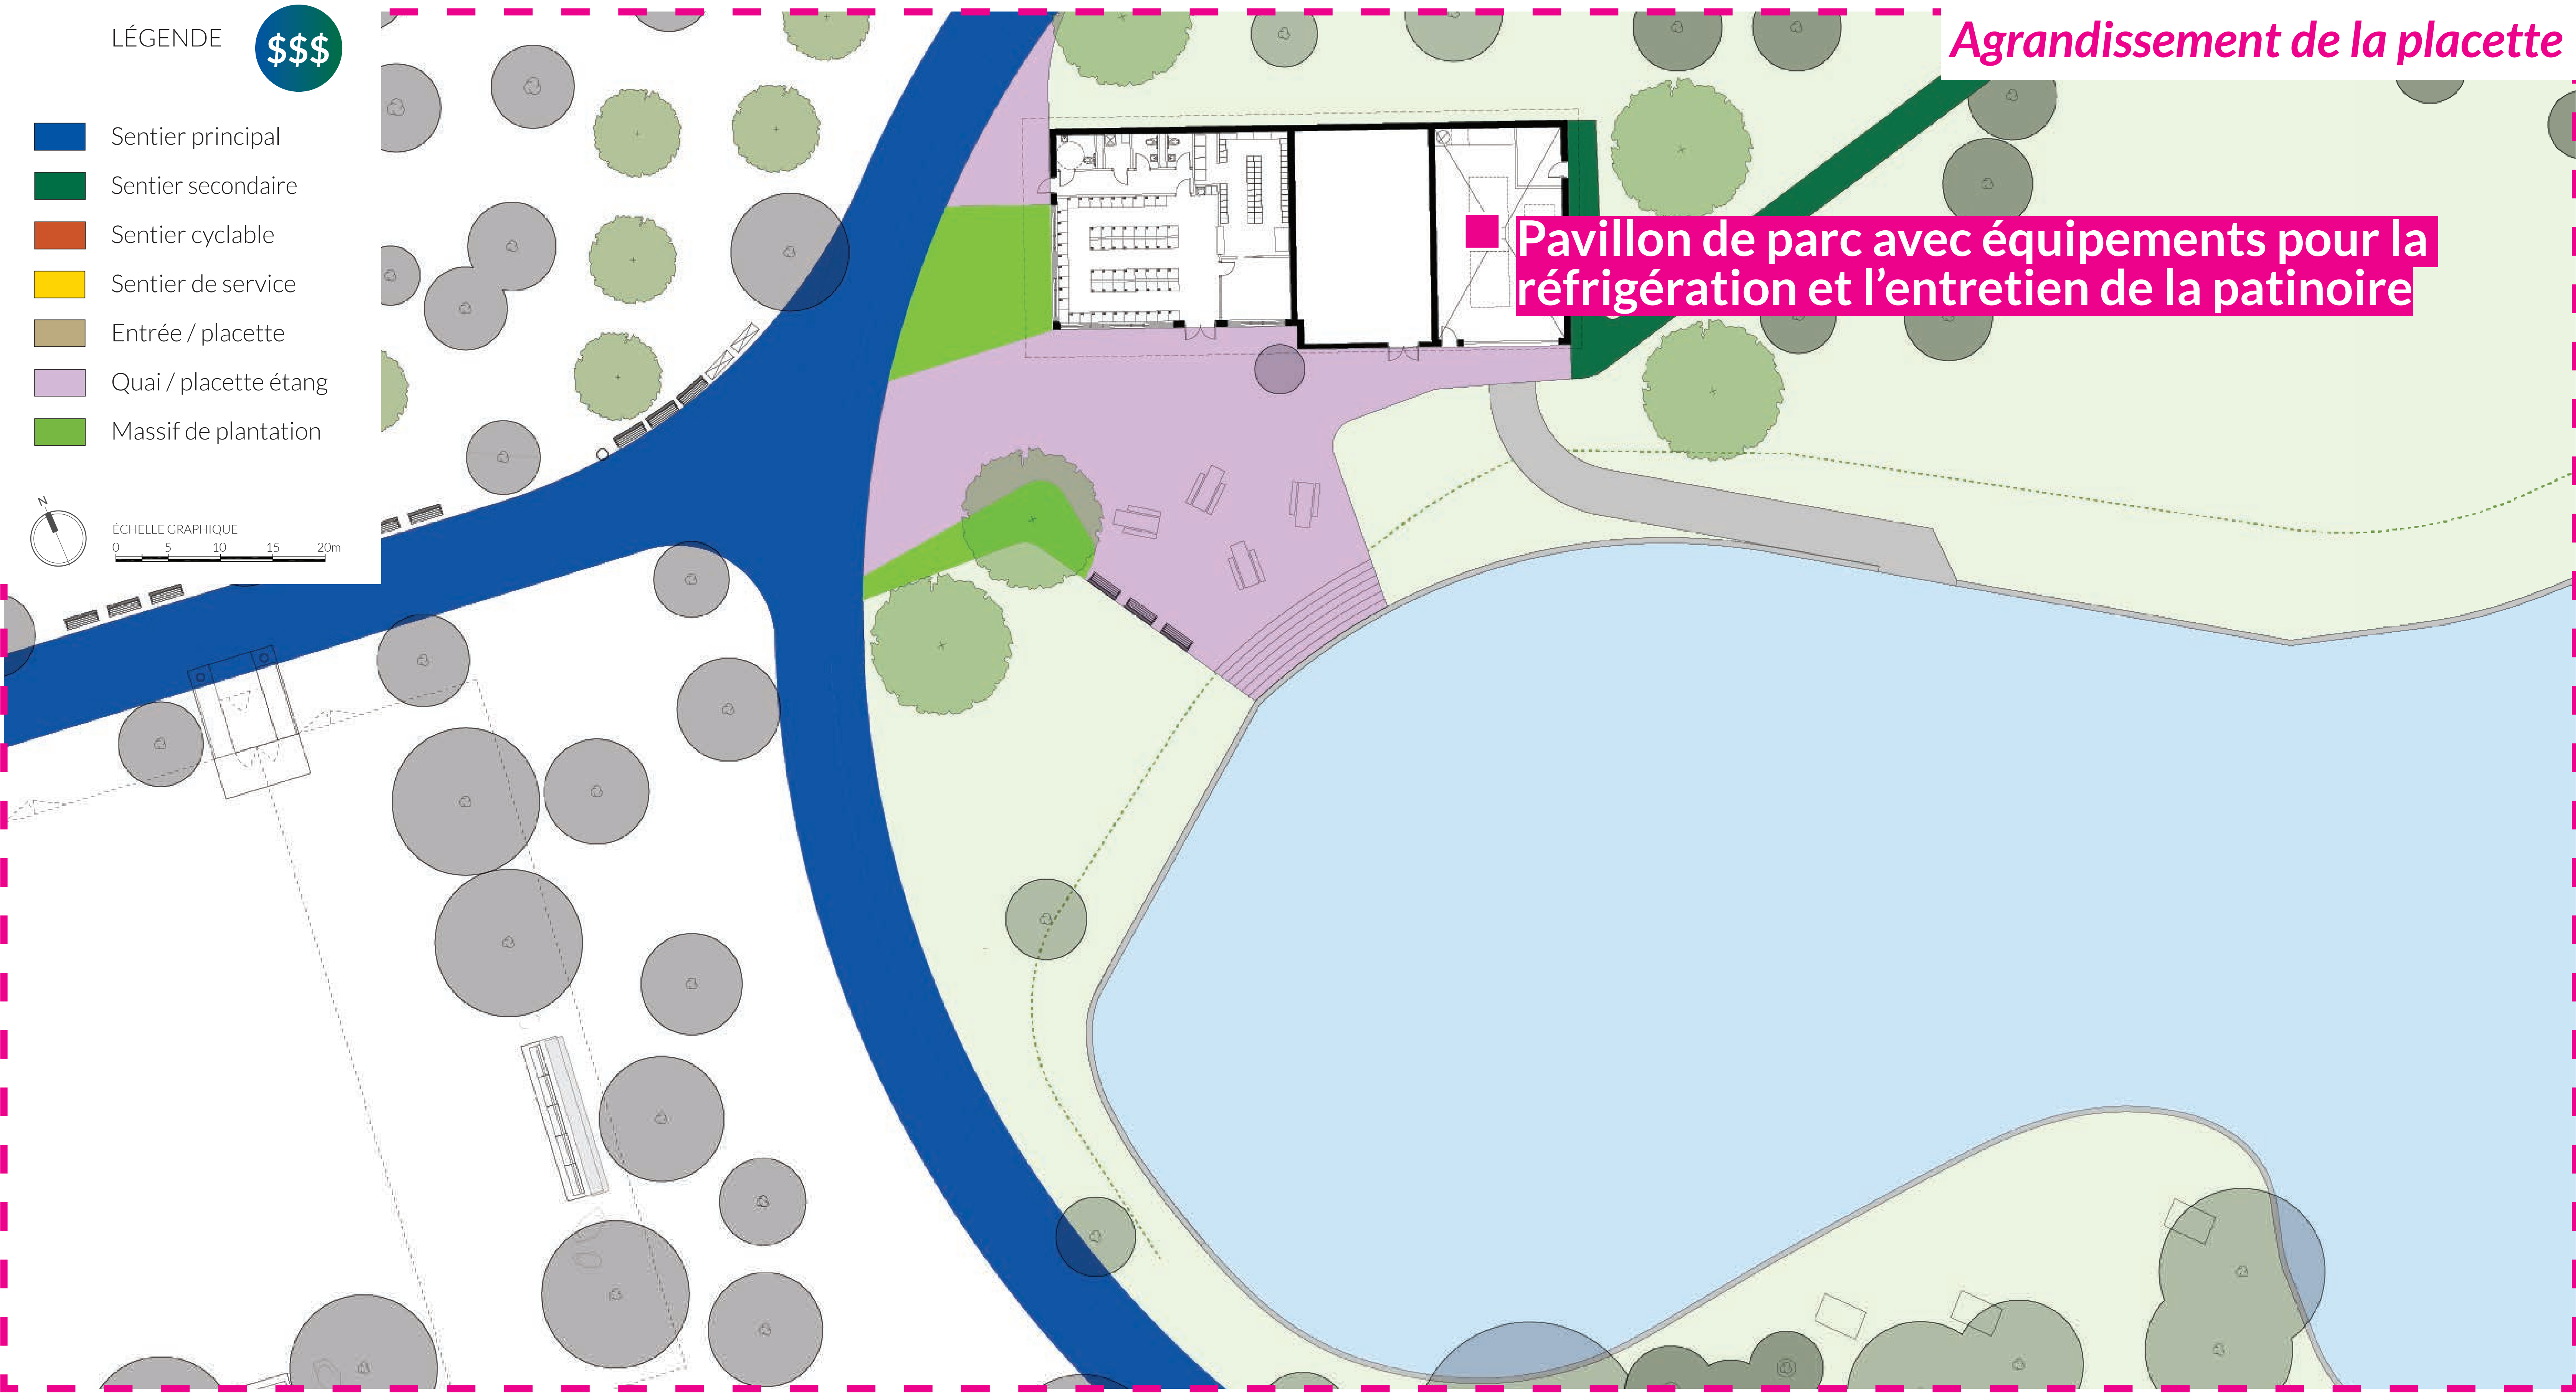 LÉGENDE
$$$
Sentier principal
Sentier secondaire
Sentier cyclable
Sentier de service
Entrée / placette
Quai / placette étang
Massif de plantation
N
ÉCHELLE GRAPHIQUE
0 5 10 15 20m
Agrandissement de la placette
Pavillon de parc avec équipements pour la
réfrigération et l’entretien de la patinoire